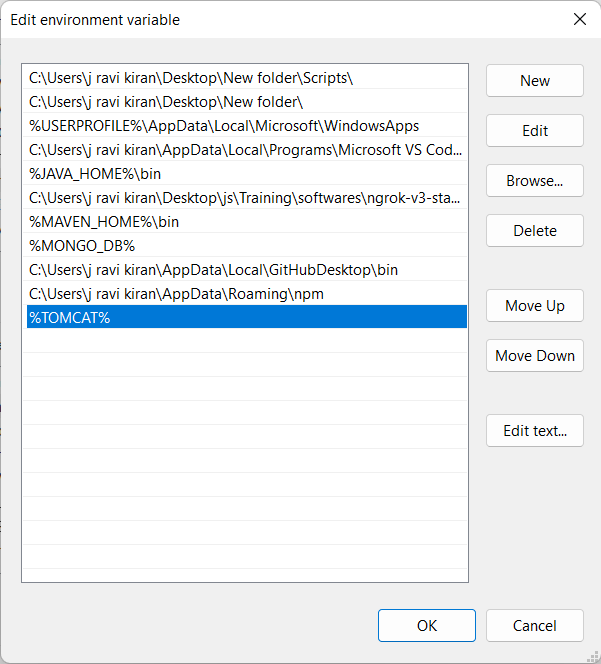 Edit environment variable
C:\Users\j ravi kiran\Desktop\New folder\Scripts\
New
C:\Users\j ravi kiran\Desktop\New folder\
%USERPROFILE%\AppData\Local\Microsoft\WindowsApps
Edit
C:\Users\j ravi kiran\AppData\Local\Programs\Microsoft VS Cod...
%JAVA_HOME%\bin
Browse...
C:\Users\j ravi kiran\Desktop\js\Training\softwares\ngrok-v3-sta...
%MAVEN_HOME%\bin
Delete
%MONGO_DB%
C:\Users\j ravi kiran\AppData\Local\GitHubDesktop\bin
C:\Users\j ravi kiran\AppData\Roaming\npm
Move Up
%TOMCAT%
Move Down
Edit text...
OK
Cancel